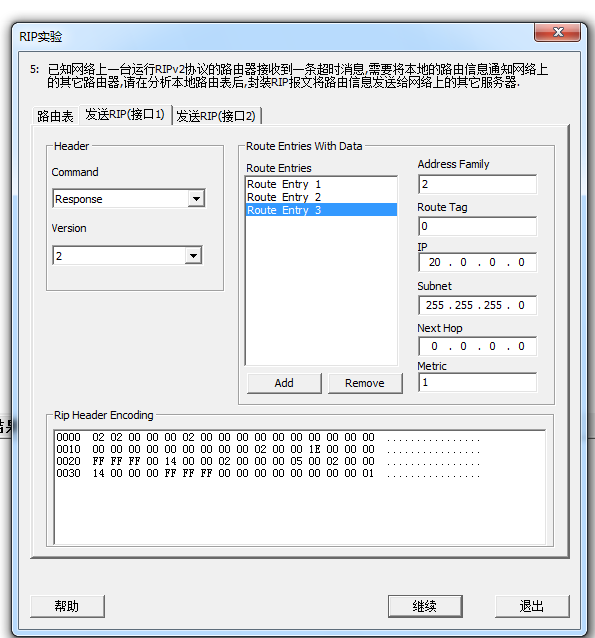 RIP实验
5: 已知网络上一台运行RIPv2协议的路由器接收到一条超时消息,需要将本地的路由信息通知网络上
的其它路由器,请在分析本地路由表后,封装RIP报文将路由信息发送给网络上的其它服务器.
路由表 发送RIP(接口1) 发送RIP(接口2)
Header
Command
Response
Version
2
Route Entries With Data
Route Entries
Route Entry 1
Route Entry 2
Route Entry 3
Add Remove
Address Family
2
Route Tag
0
IP
20 . 0 . 0 . 0
Subnet
255 . 255 . 255 . 0
Next Hop
0 . 0 . 0 . 0
Metric
1
Rip Header Encoding
0000 02 02 00 00 00 02 00 00 00 00 00 00 00 00 00 00 ................
0010 00 00 00 00 00 00 00 00 00 02 00 00 1E 00 00 00 ................
0020 FF FF FF 00 14 00 00 02 00 00 00 05 00 02 00 00 ................
0030 14 00 00 00 FF FF FF 00 00 00 00 00 00 00 00 01 ................
帮助 继续 退出